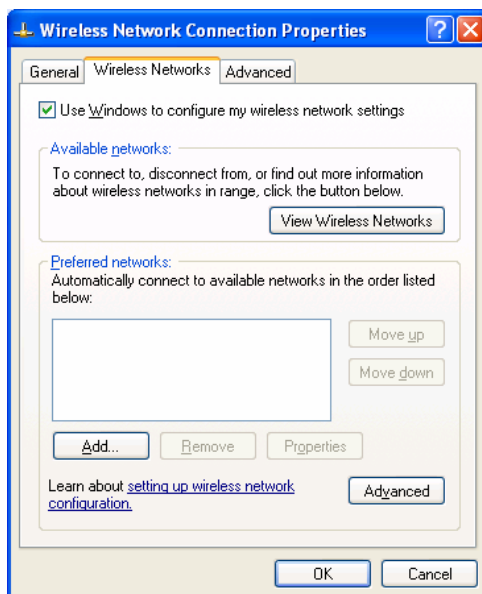 Wireless Network Connection Properties
General
Wireless Networks
Advanced
Use Windows to configure my wireless network settings
Available networks:
To connect to, disconnect from, or find out more information
about wireless networks in range, click the button below.
View Wireless Networks
Preferred networks:
Automatically connect to available networks in the order listed
below:
Move up
Move down
Add...
Remove
Properties
Learn about setting up wireless network
configuration.
Advanced
OK
Cancel